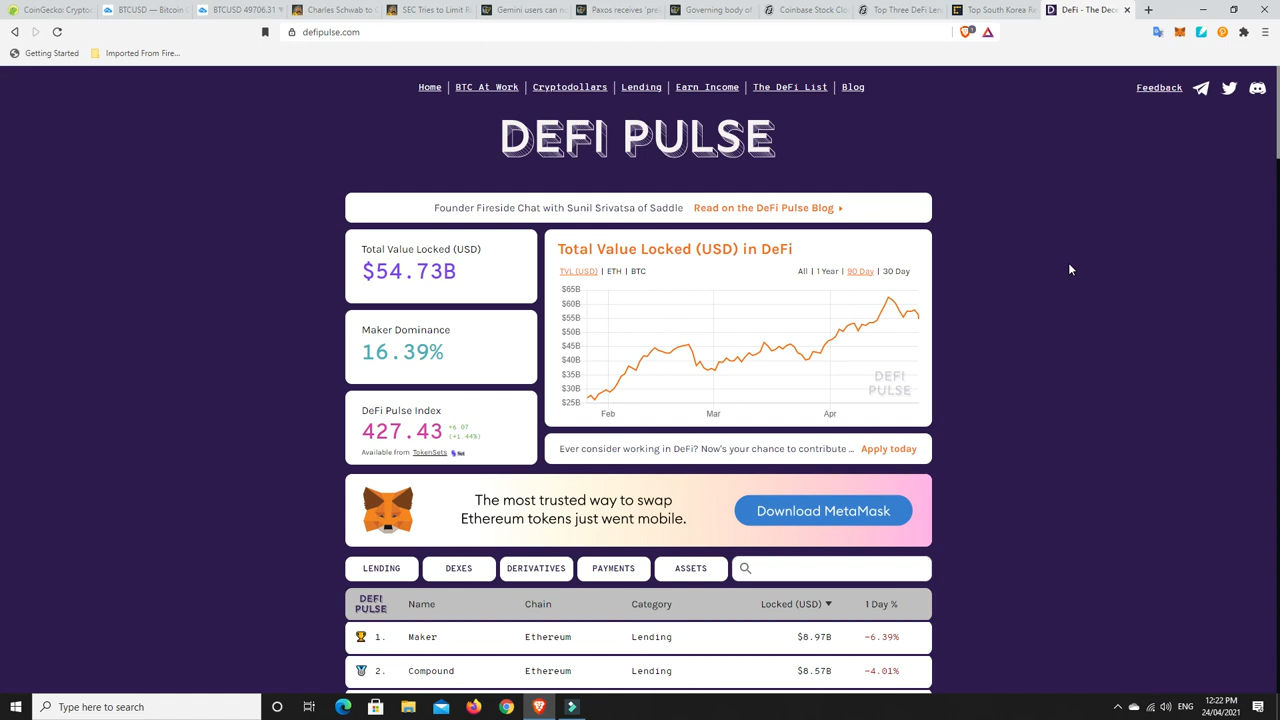 CoinGecko: Crypto
BTCUSD — Bitcoin
BTCUSD 49706.31
Charles Schwab to
SEC Tries to Limit Ri
Gemini users can no
Paxos receives 'pre
Governing body of
Coinbase Stock Clo
Top Three DeFi Len
Top South Korea Re
DeFi - The Dece
defipulse.com
1
Getting Started
Imported From Fire...
Home | BTC At Work | Cryptodollars | Lending | Earn Income | The DeFi List | Blog
Feedback
DEFI PULSE
Founder Fireside Chat with Sunil Srivatsa of Saddle Read on the DeFi Pulse Blog
Total Value Locked (USD)
$54.73B
Maker Dominance
16.39%
DeFi Pulse Index
427.43
+6.07
(+1.44%)
Available from TokenSets
Total Value Locked (USD) in DeFi
TVL (USD) | ETH | BTC
All | 1 Year | 90 Day | 30 Day
$65B
$60B
$55B
$50B
$45B
$40B
$35B
$30B
$25B
Feb
Mar
Apr
DEFI
PULSE
Ever consider working in DeFi? Now's your chance to contribute ... Apply today
The most trusted way to swap
Ethereum tokens just went mobile.
Download MetaMask
LENDING
DEXES
DERIVATIVES
PAYMENTS
ASSETS
DEFI
PULSE
Name Chain Category Locked (USD) 1 Day %
1. Maker Ethereum Lending $8.97B -6.39%
2. Compound Ethereum Lending $8.57B -4.01%
Type here to search
ENG
12:22 PM
24/04/2021